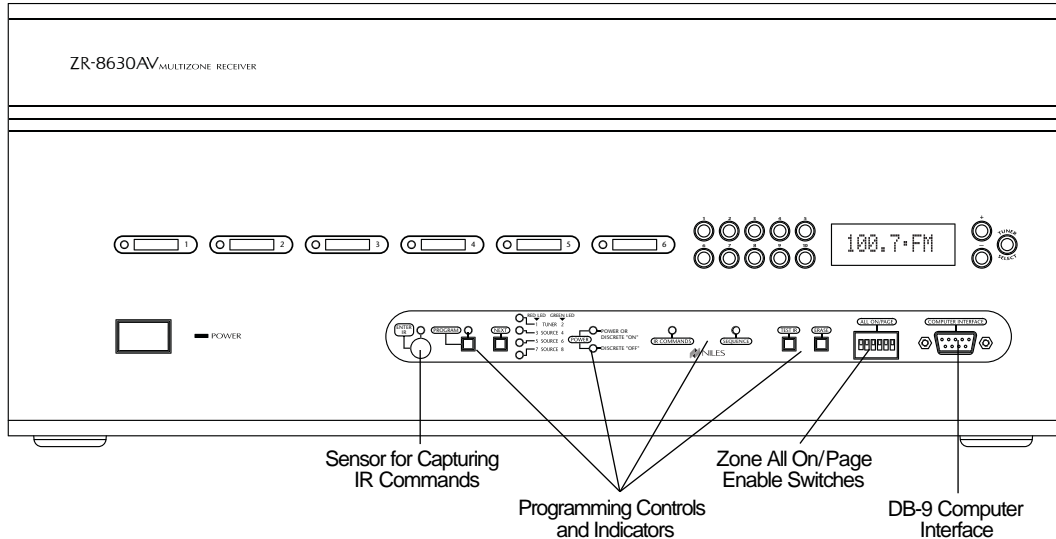 ZR-8630AV MULTIZONE RECEIVER
1 2 3 4 5
1 2 3 4 5 6
6 7 8 9 10
100.7 FM
+
−
TUNER
SELECT
POWER
ENTER
IR
PROGRAM
NEXT
RED LED GREEN LED
1 TUNER 2
3 SOURCE 4
5 SOURCE 6
7 SOURCE 8
POWER
POWER OR
DISCRETE "ON"
DISCRETE "OFF"
IR COMMANDS
SEQUENCE
NILES
TEST IR
ERASE
ALL ON/PAGE
COMPUTER INTERFACE
Sensor for Capturing
IR Commands
Programming Controls
and Indicators
Zone All On/Page
Enable Switches
DB-9 Computer
Interface